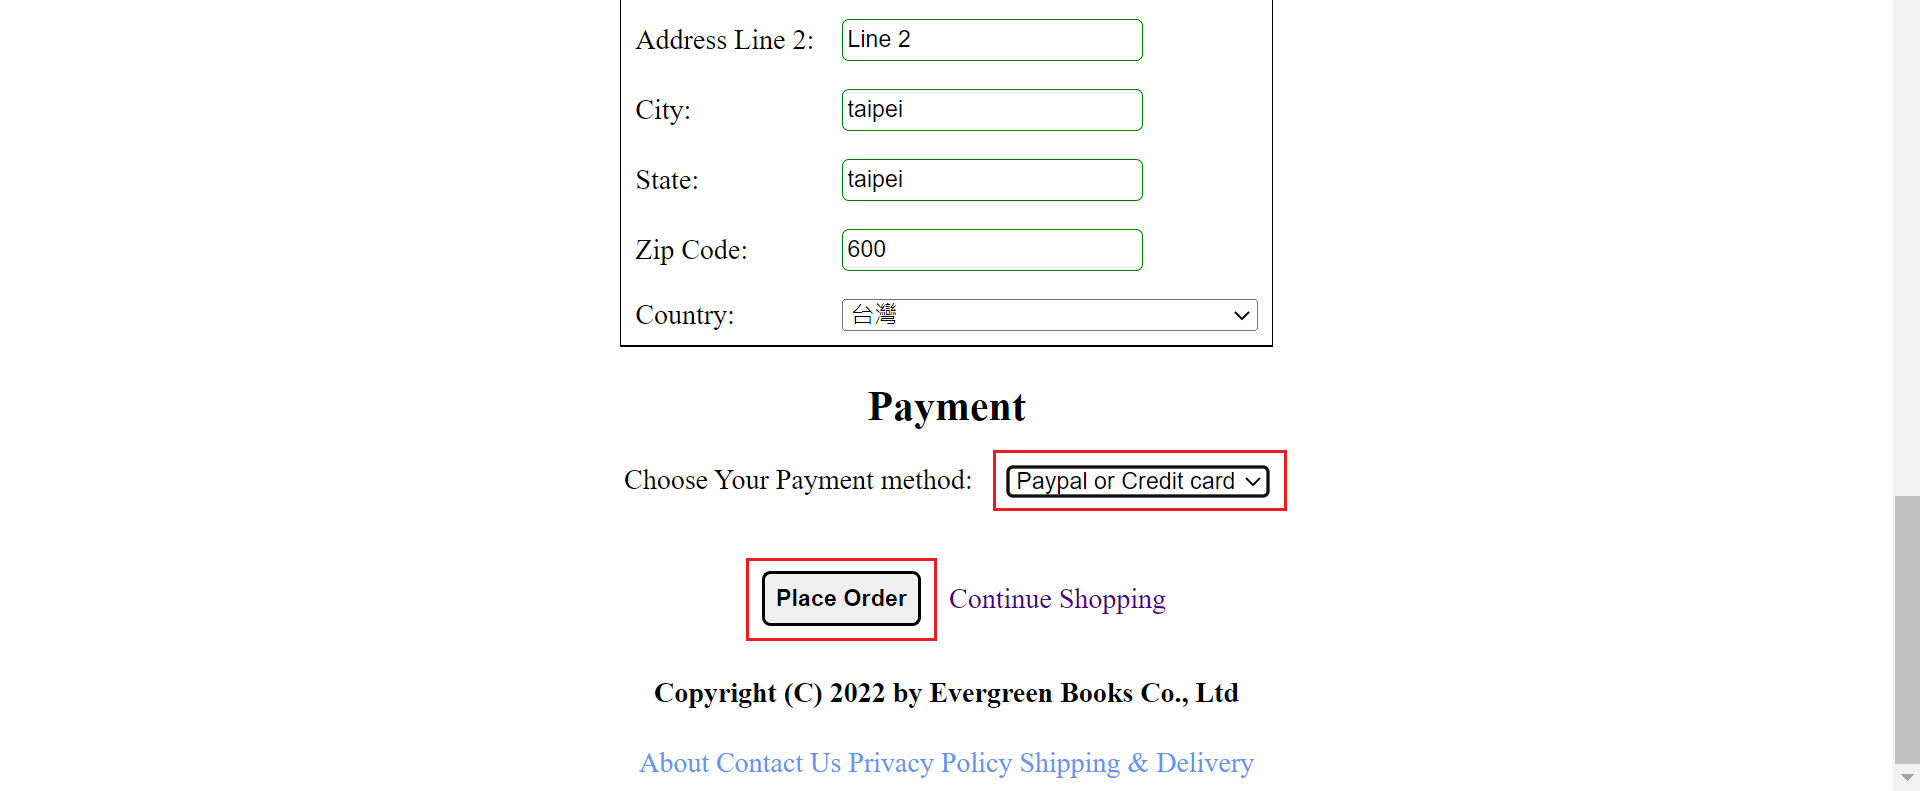 Address Line 2: Line 2
City: taipei
State: taipei
Zip Code: 600
Country: 台灣
Payment
Choose Your Payment method: Paypal or Credit card
Place Order Continue Shopping
Copyright (C) 2022 by Evergreen Books Co., Ltd
About Contact Us Privacy Policy Shipping & Delivery